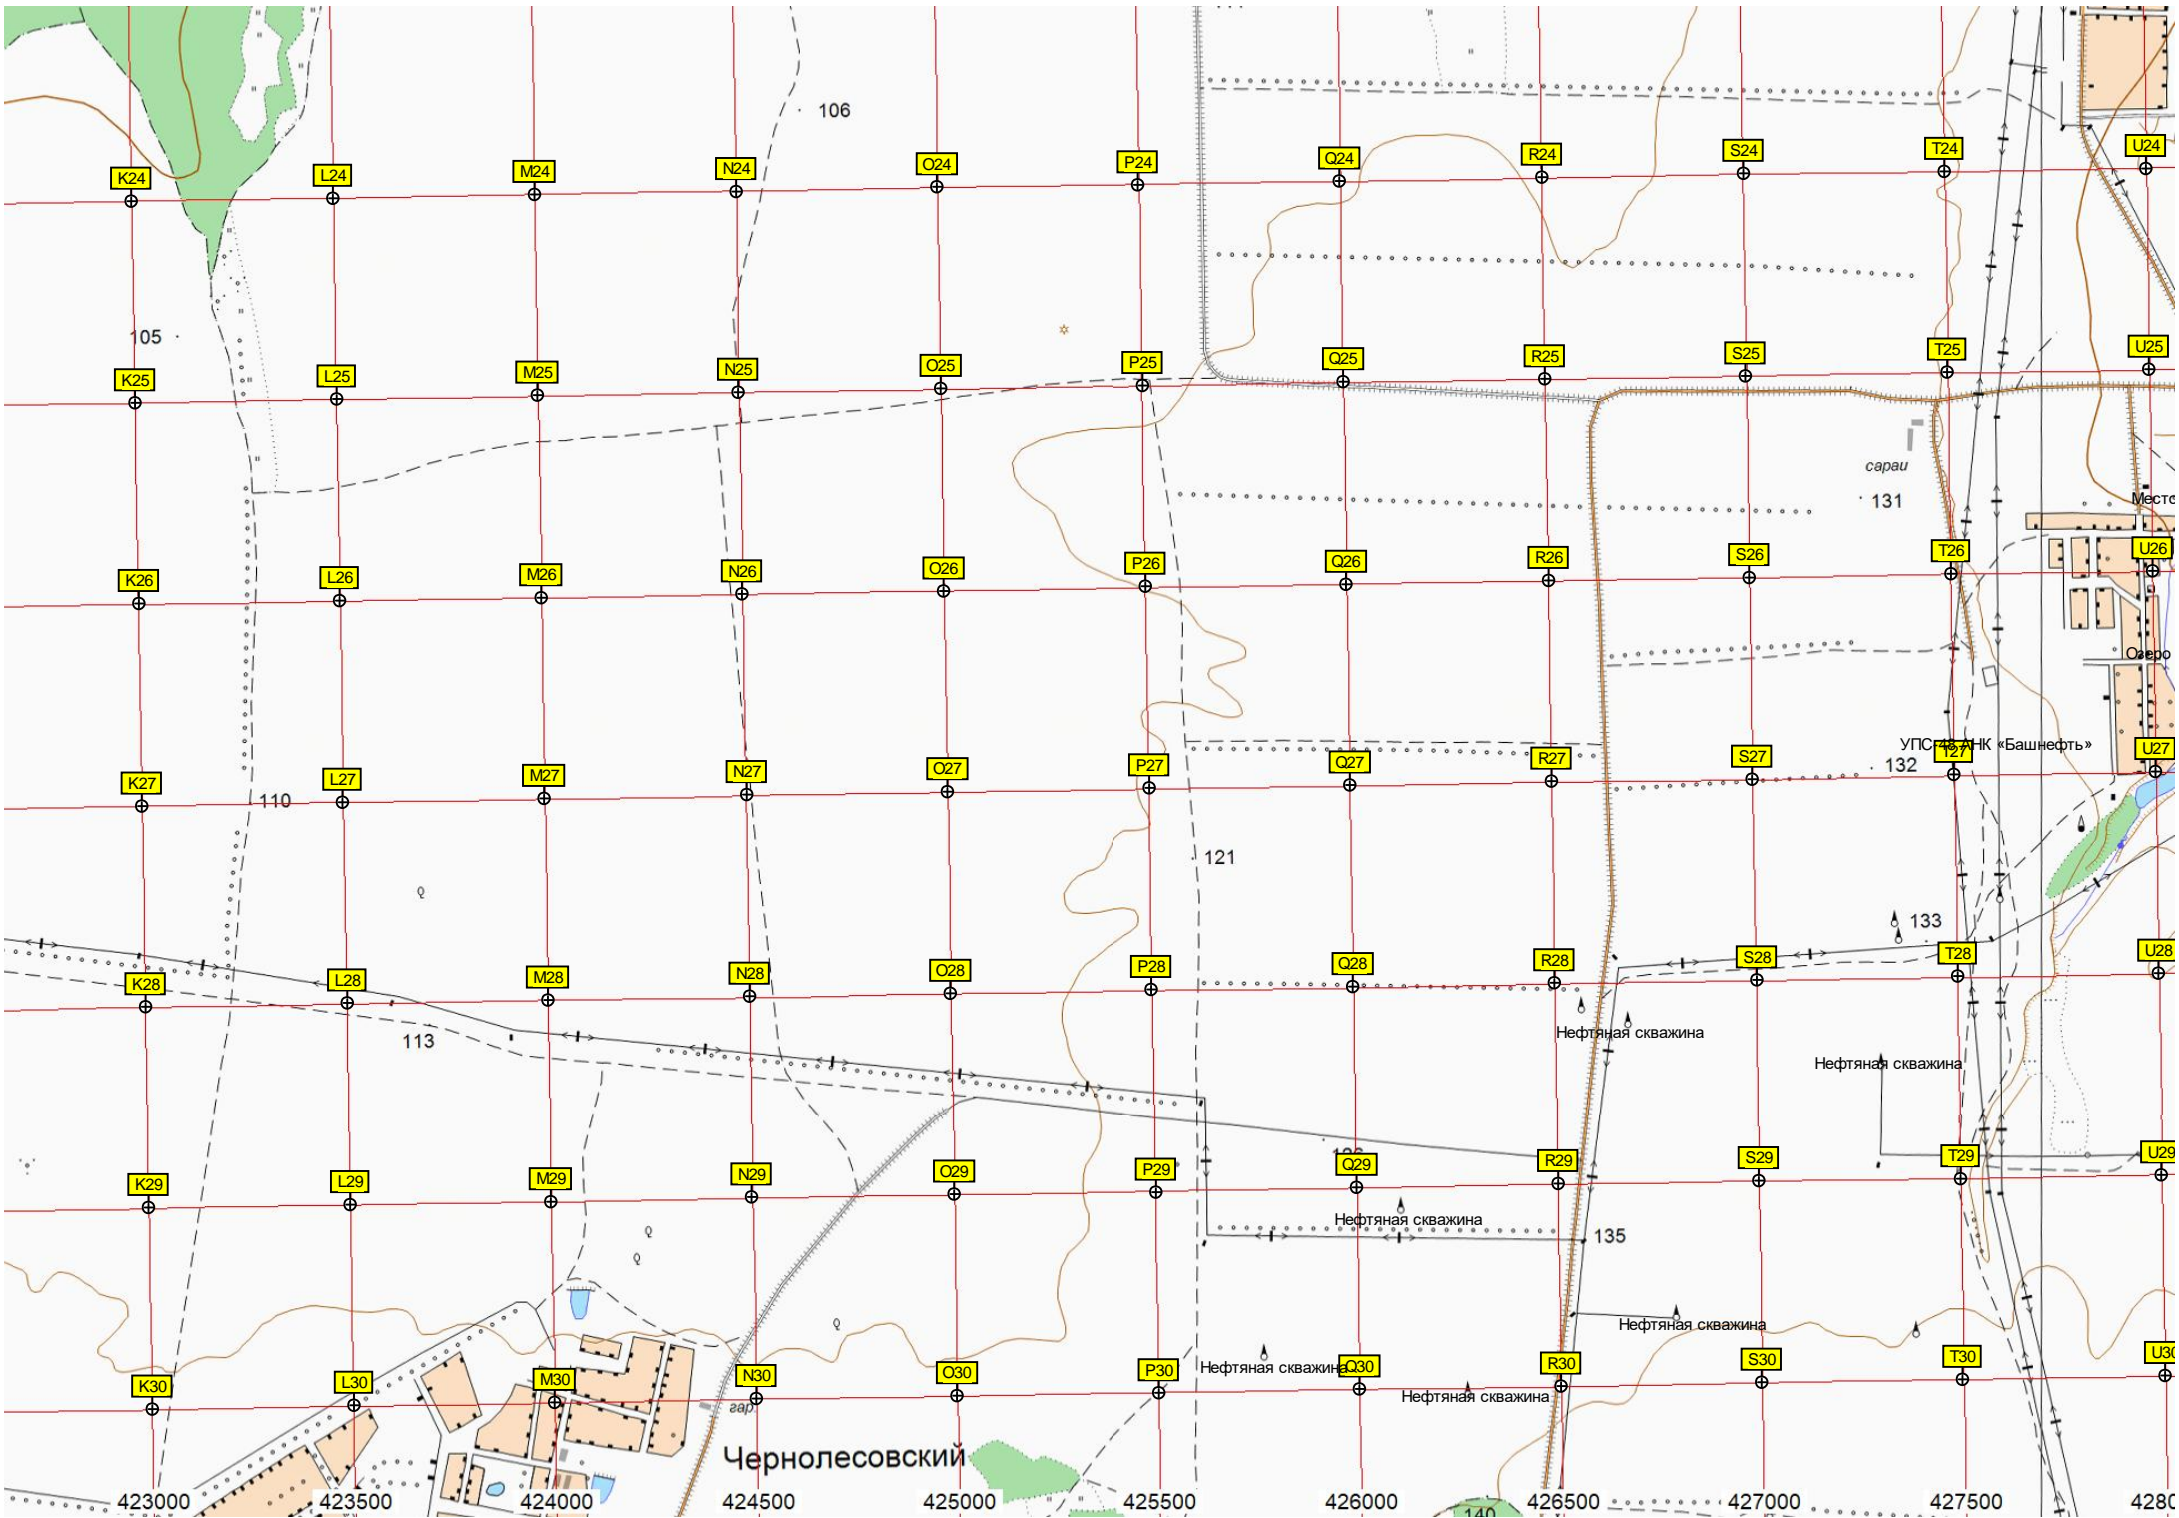 106
K24 L24 M24 N24 O24 P24 Q24 R24 S24 T24 U24
105
K25 L25 M25 N25 O25 P25 Q25 R25 S25 T25 U25
сараи
131
K26 L26 M26 N26 O26 P26 Q26 R26 S26 T26 U26
Озеро
УПС-48 АНК «Башнефть»
K27 L27 M27 N27 O27 P27 Q27 R27 S27 T27 U27
132
110
121
133
K28 L28 M28 N28 O28 P28 Q28 R28 S28 T28 U28
113
Нефтяная скважина
Нефтяная скважина
K29 L29 M29 N29 O29 P29 Q29 R29 S29 T29 U29
Нефтяная скважина
135
Нефтяная скважина
Нефтяная скважина
K30 L30 M30 N30 O30 P30 Q30 R30 S30 T30 U30
Нефтяная скважина
гар.
Чернолесовский
423000 423500 424000 424500 425000 425500 426000 426500 427000 427500
140